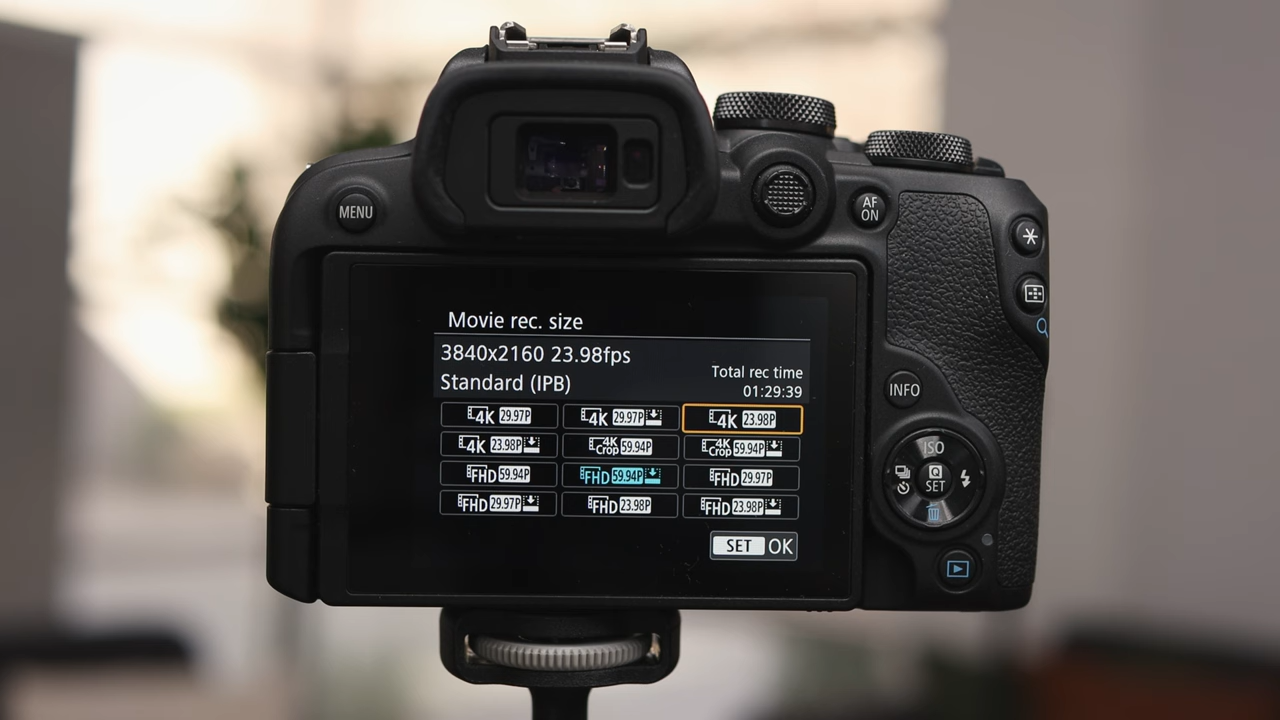 MENU
AF
ON
Movie rec. size
3840x2160 23.98fps
Standard (IPB)
Total rec time
01:29:39
4K 29.97P
4K 29.97P
4K 23.98P
4K 23.98P
4K Crop 59.94P
4K Crop 59.94P
FHD 59.94P
FHD 59.94P
FHD 29.97P
FHD 29.97P
FHD 23.98P
FHD 23.98P
SET OK
INFO
ISO
Q
SET